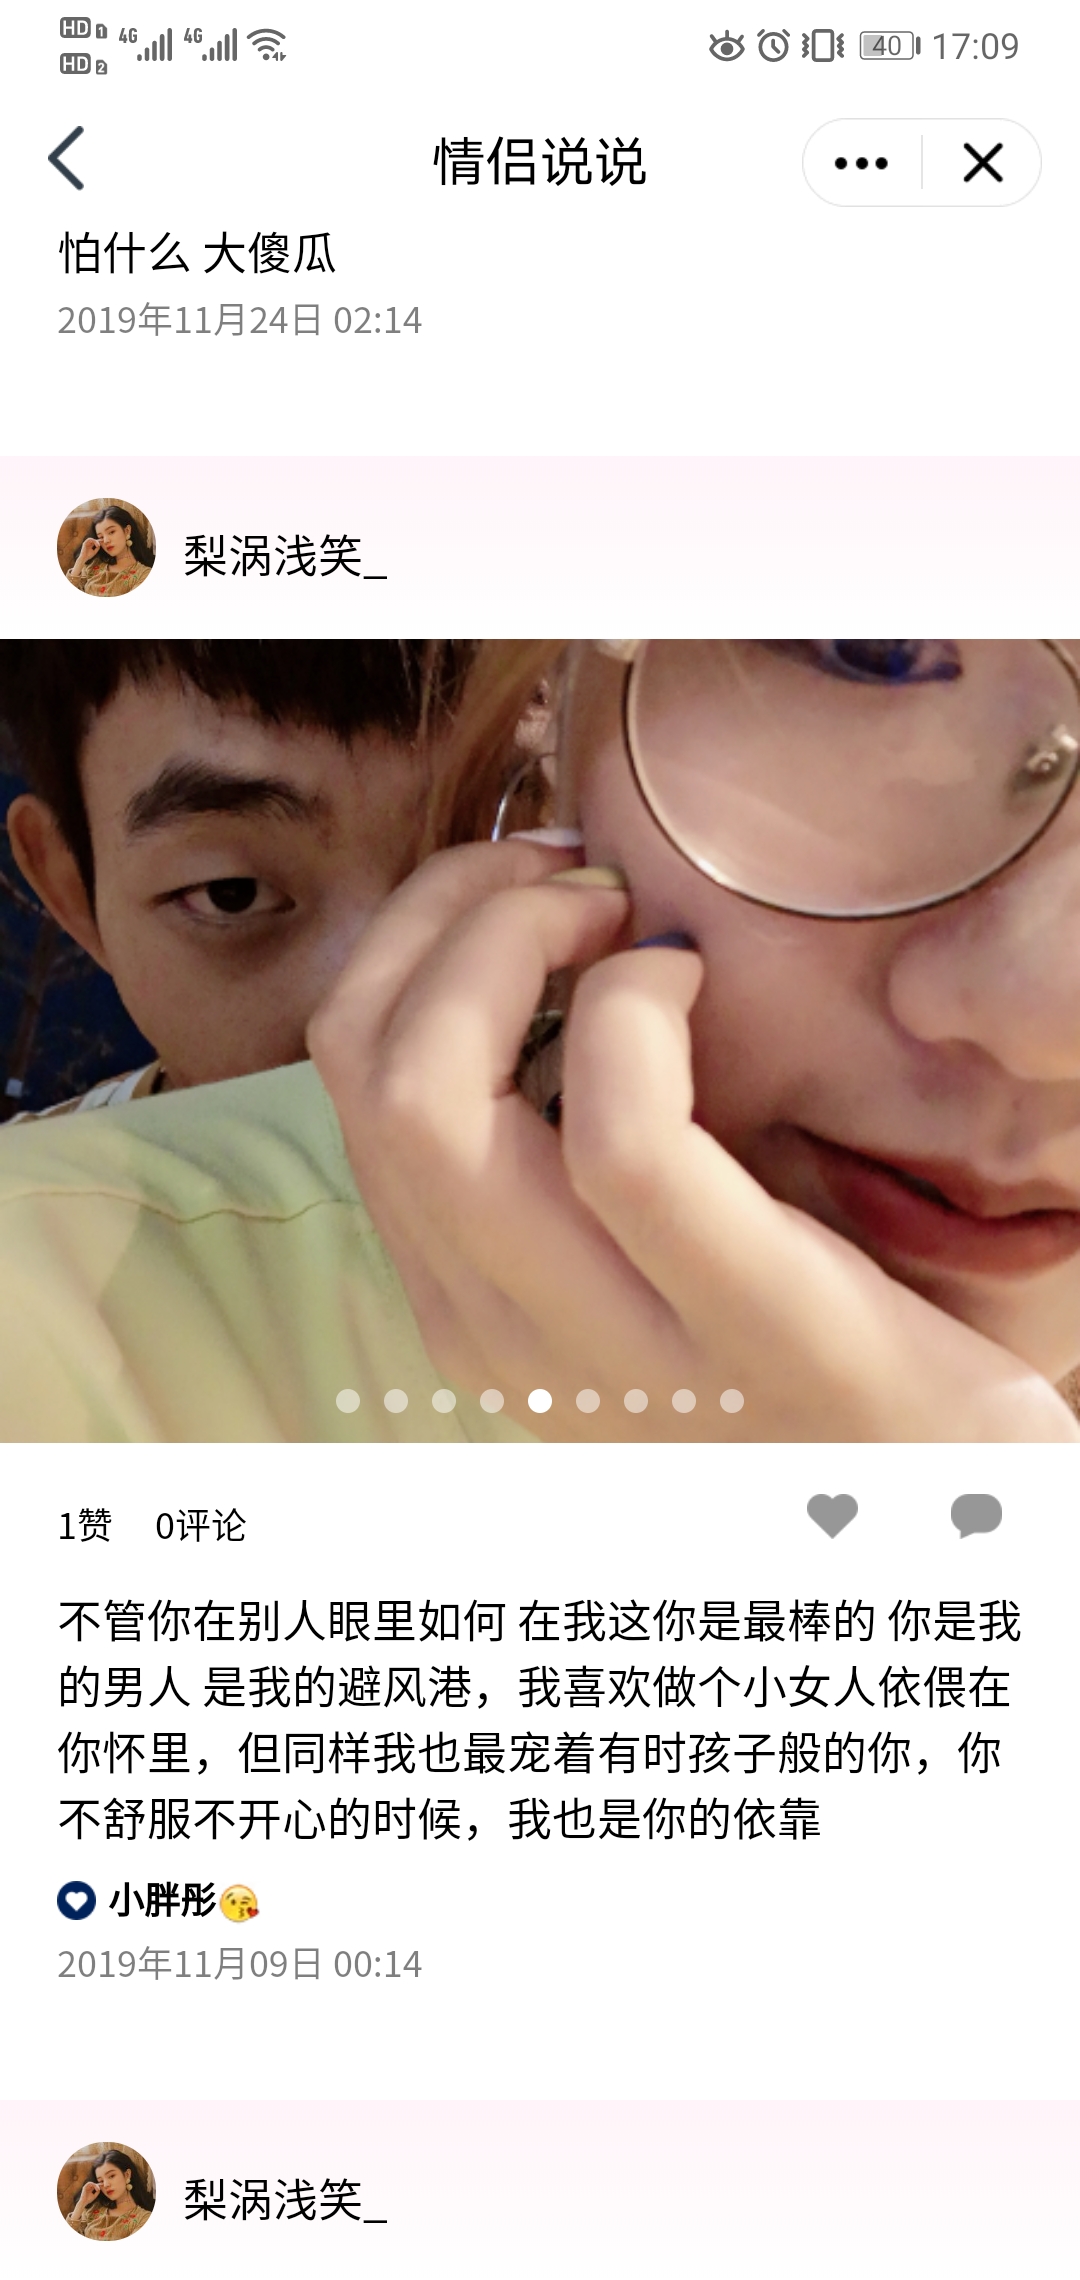 HD 1 4G 4G 40 17:09
HD 2
情侣说说
怕什么 大傻瓜
2019年11月24日 02:14
梨涡浅笑_
1赞 0评论
不管你在别人眼里如何 在我这你是最棒的 你是我
的男人 是我的避风港，我喜欢做个小女人依偎在
你怀里，但同样我也最宠着有时孩子般的你，你
不舒服不开心的时候，我也是你的依靠
小胖彤😘
2019年11月09日 00:14
梨涡浅笑_